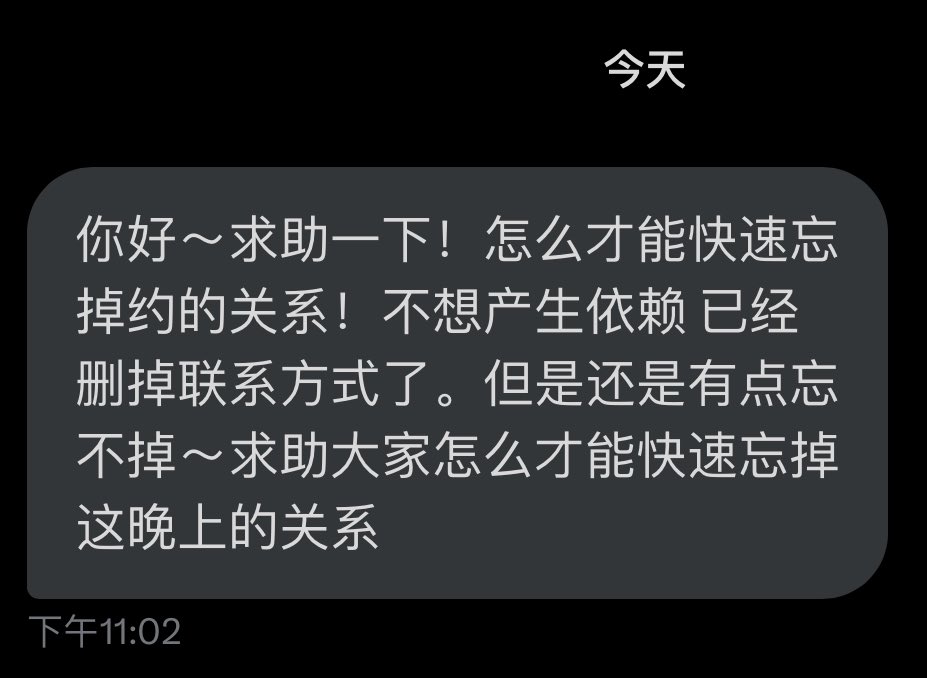 今天
你好～求助一下！怎么才能快速忘
掉约的关系！不想产生依赖 已经
删掉联系方式了。但是还是有点忘
不掉～求助大家怎么才能快速忘掉
这晚上的关系
下午11:02